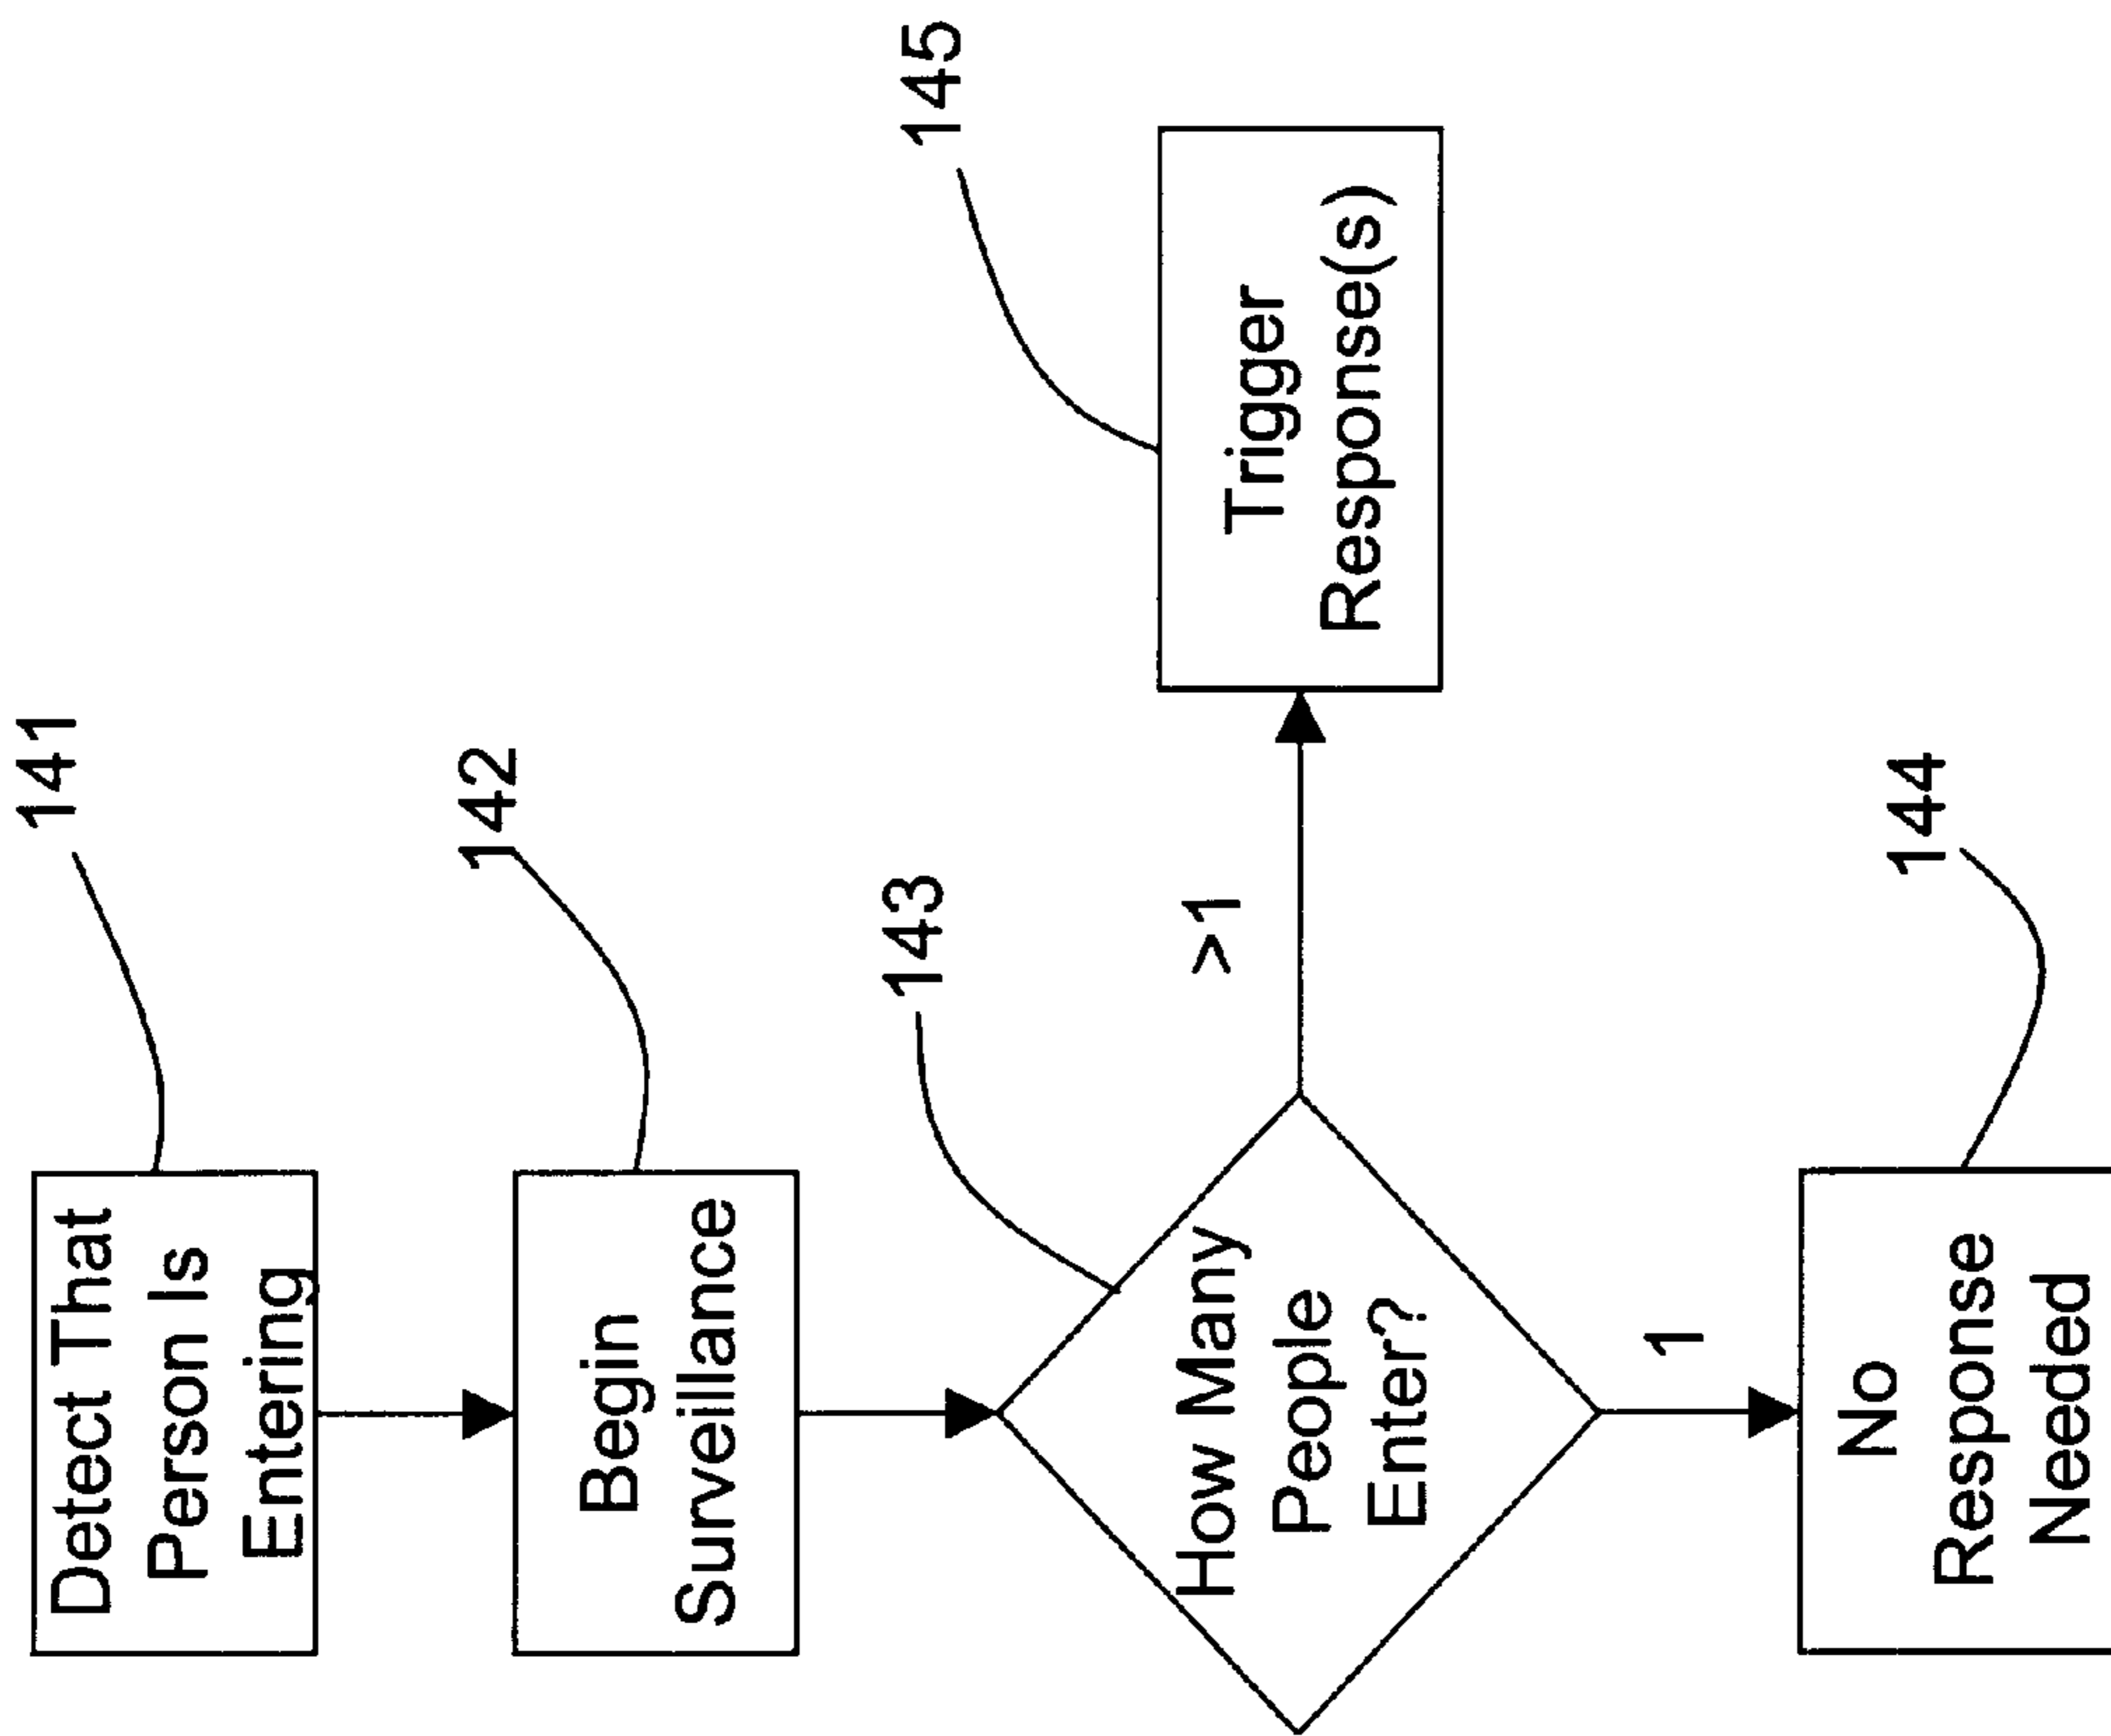 141
Detect That
Person Is
Entering
142
Begin
Surveillance
143
How Many
People
Enter?
>1
145
Trigger
Response(s)
1
144
No
Response
Needed